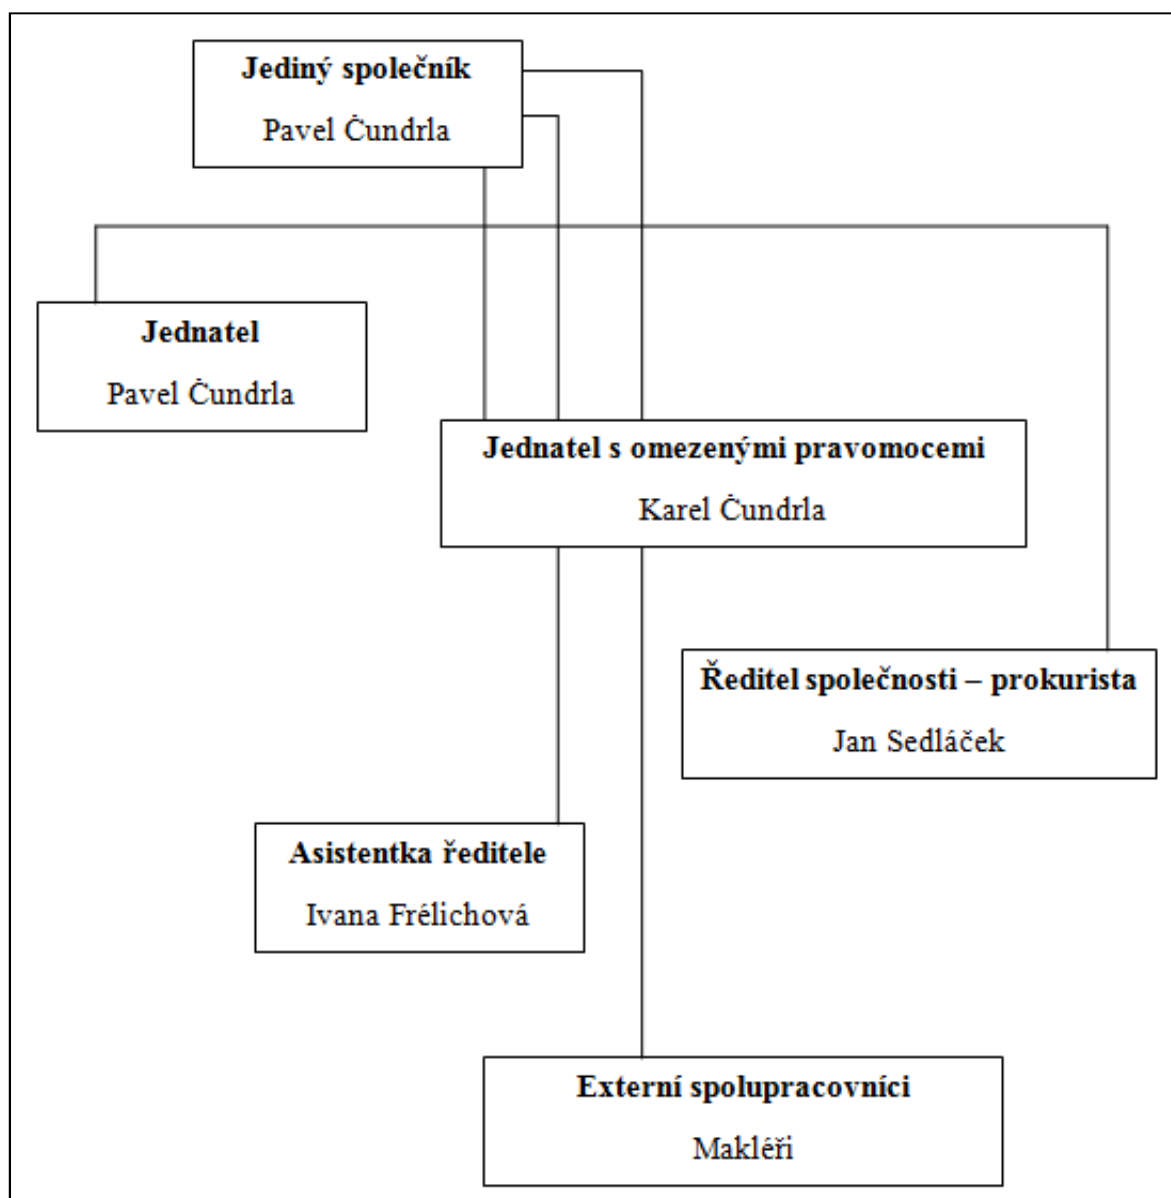 Jediný společník
Pavel Čundrla
Jednatel
Pavel Čundrla
Jednatel s omezenými pravomocemi
Karel Čundrla
Ředitel společnosti – prokurista
Jan Sedláček
Asistentka ředitele
Ivana Frélichová
Externí spolupracovníci
Makléři